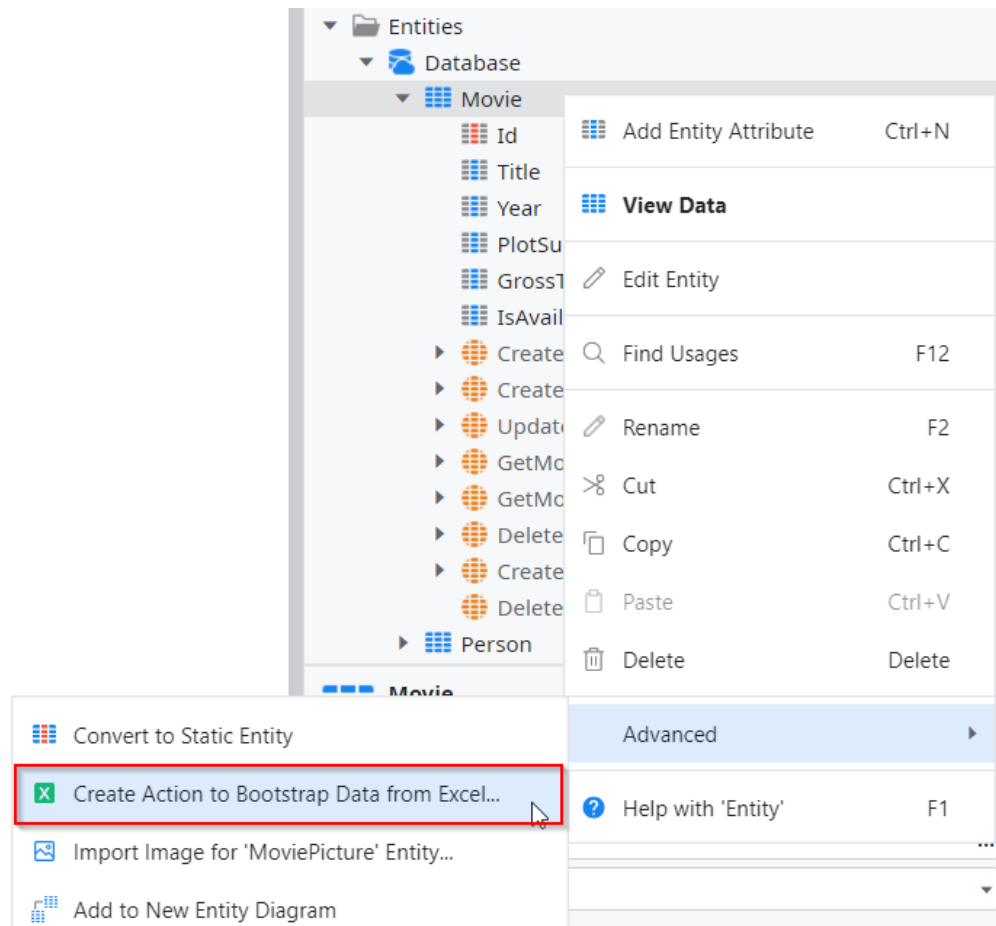 Entities
Database
Movie
Id
Title
Year
PlotSu
GrossT
IsAvail
Create
Create
Update
GetMo
GetMo
Delete
Create
Delete
Person
Movie
Add Entity Attribute Ctrl+N
View Data
Edit Entity
Find Usages F12
Rename F2
Cut Ctrl+X
Copy Ctrl+C
Paste Ctrl+V
Delete Delete
Advanced
Help with 'Entity' F1
...
Convert to Static Entity
Create Action to Bootstrap Data from Excel...
Import Image for 'MoviePicture' Entity...
Add to New Entity Diagram